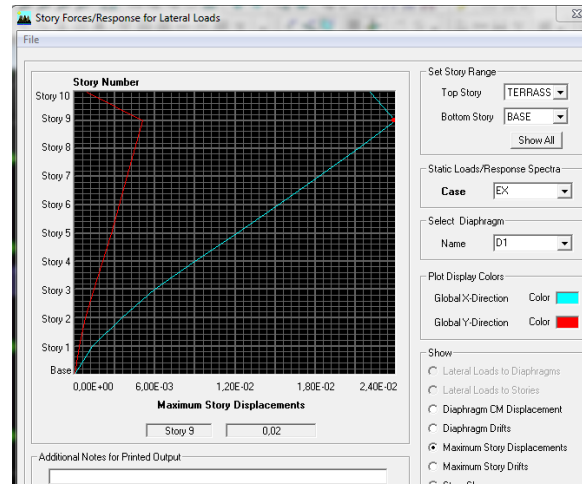 Story Forces/Response for Lateral Loads
File
Story Number
Story 10
Story 9
Story 8
Story 7
Story 6
Story 5
Story 4
Story 3
Story 2
Story 1
Base
0,00E+00 6,00E-03 1,20E-02 1,80E-02 2,40E-02
Maximum Story Displacements
Story 9 0,02
Additional Notes for Printed Output
Set Story Range
Top Story TERRASS
Bottom Story BASE
Show All
Static Loads/Response Spectra
Case EX
Select Diaphragm
Name D1
Plot Display Colors
Global X-Direction Color
Global Y-Direction Color
Show
Lateral Loads to Diaphragms
Lateral Loads to Stories
Diaphragm CM Displacement
Diaphragm Drifts
Maximum Story Displacements
Maximum Story Drifts